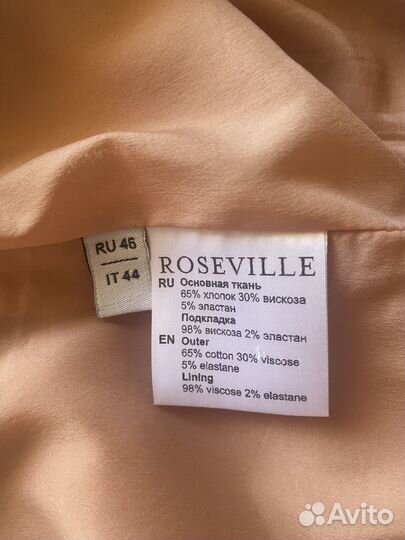 RU 46
IT 44
ROSEVILLE
RU Основная ткань
65% хлопок 30% вискоза
5% эластан
Подкладка
98% вискоза 2% эластан
EN Outer
65% cotton 30% viscose
5% elastane
Lining
98% viscose 2% elastane
Avito